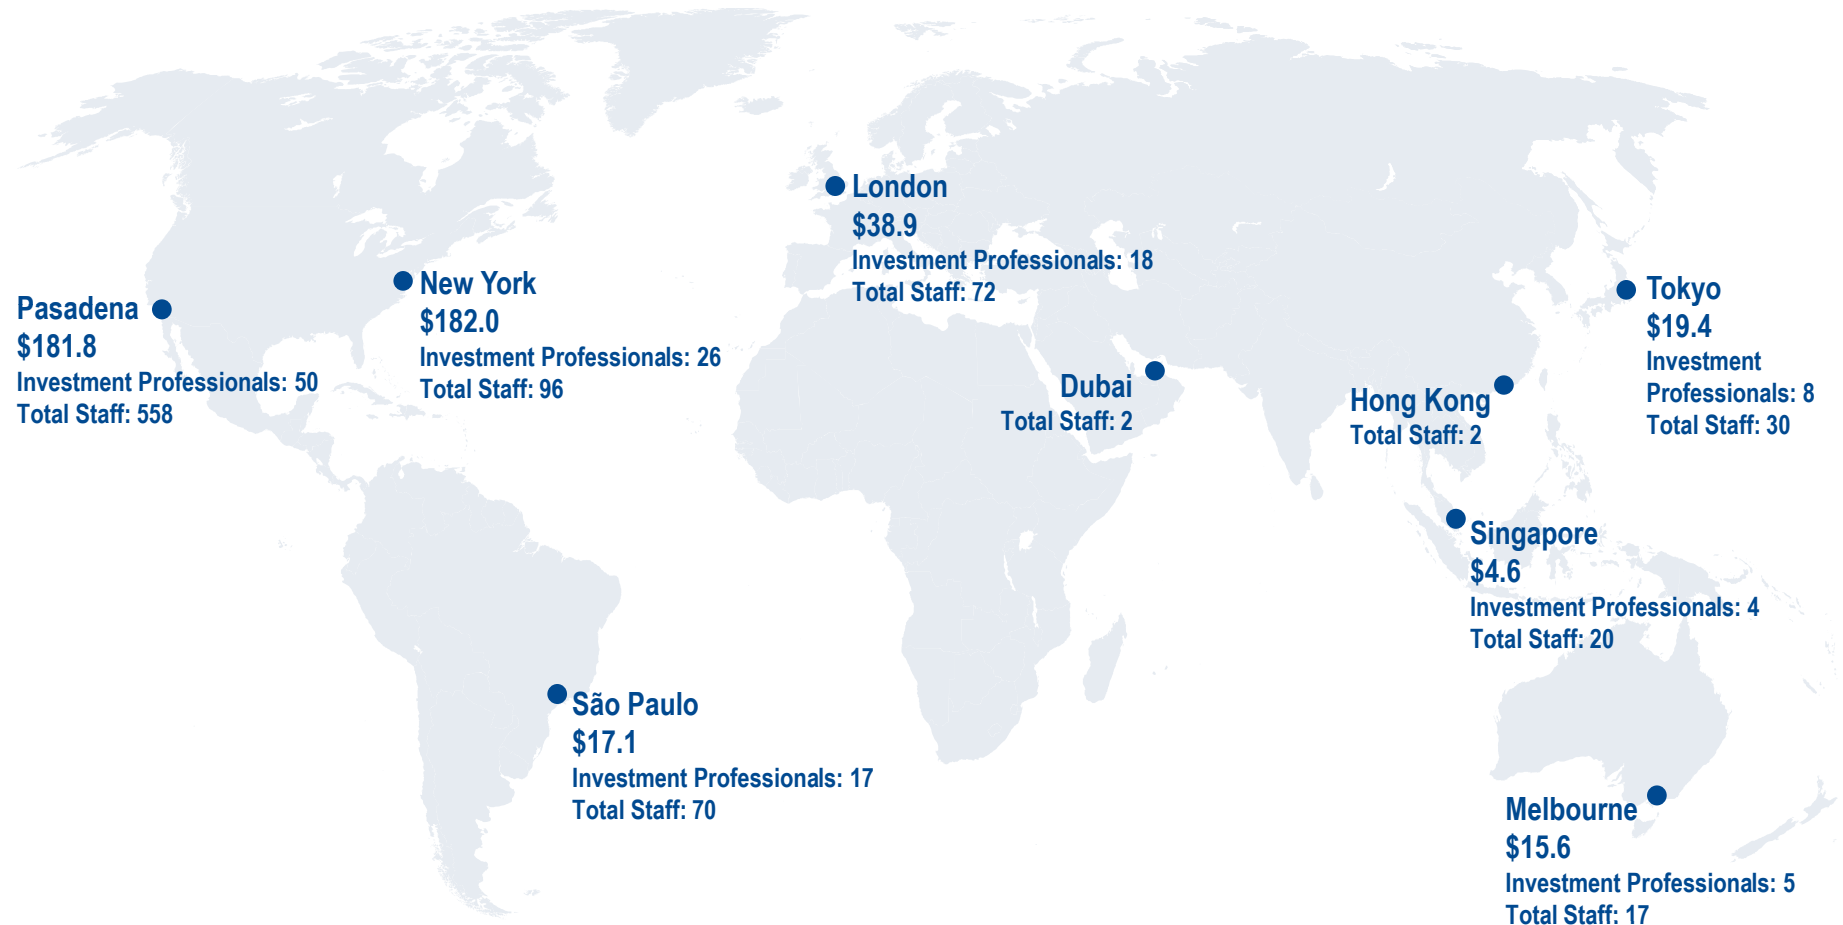 London
$38.9
Investment Professionals: 18
Total Staff: 72
New York
$182.0
Investment Professionals: 26
Total Staff: 96
Pasadena
$181.8
Investment Professionals: 50
Total Staff: 558
Dubai
Total Staff: 2
Hong Kong
Total Staff: 2
Tokyo
$19.4
Investment
Professionals: 8
Total Staff: 30
Singapore
$4.6
Investment Professionals: 4
Total Staff: 20
São Paulo
$17.1
Investment Professionals: 17
Total Staff: 70
Melbourne
$15.6
Investment Professionals: 5
Total Staff: 17